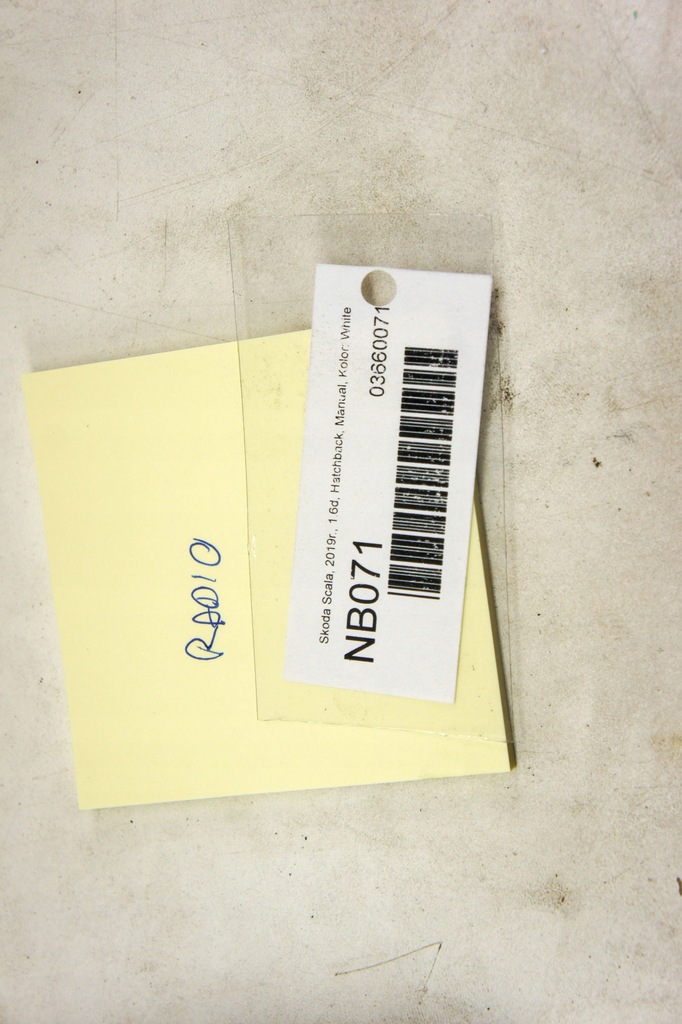 RADIO
Skoda Scala, 2019r., 1.6d, Hatchback, Manual, Kolor: White
03660071
NB071